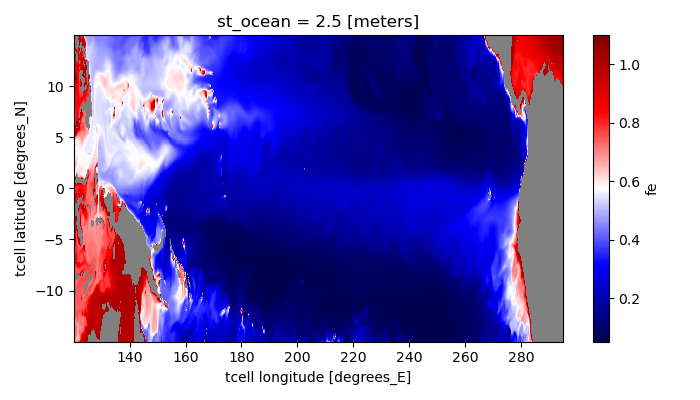 st_ocean = 2.5 [meters]
10
5
0
−5
−10
tcell latitude [degrees_N]
140 160 180 200 220 240 260 280
tcell longitude [degrees_E]
1.0
0.8
0.6
0.4
0.2
fe